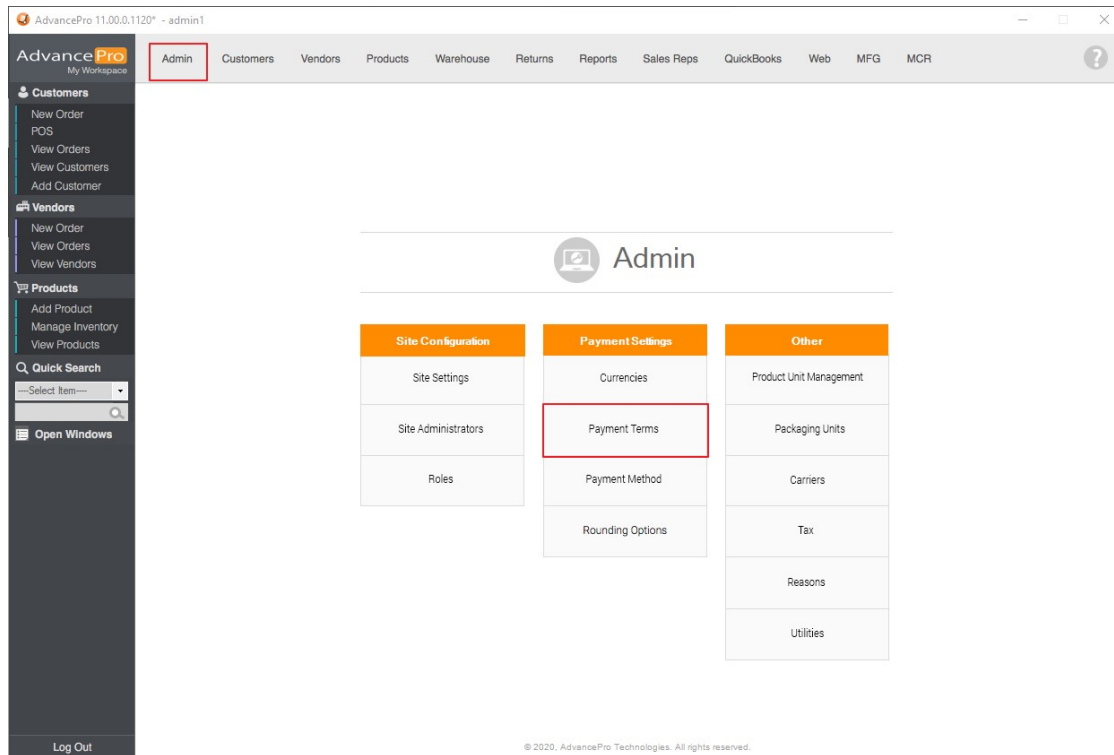 AdvancePro 11.00.0.1120* - admin1
AdvancePro
My Workspace
Admin Customers Vendors Products Warehouse Returns Reports Sales Reps QuickBooks Web MFG MCR ?
Customers
New Order
POS
View Orders
View Customers
Add Customer
Vendors
New Order
View Orders
View Vendors
Products
Add Product
Manage Inventory
View Products
Quick Search
---Select Item---
Open Windows
Log Out
Admin
Site Configuration
Site Settings
Site Administrators
Roles
Payment Settings
Currencies
Payment Terms
Payment Method
Rounding Options
Other
Product Unit Management
Packaging Units
Carriers
Tax
Reasons
Utilities
© 2020, AdvancePro Technologies. All rights reserved.